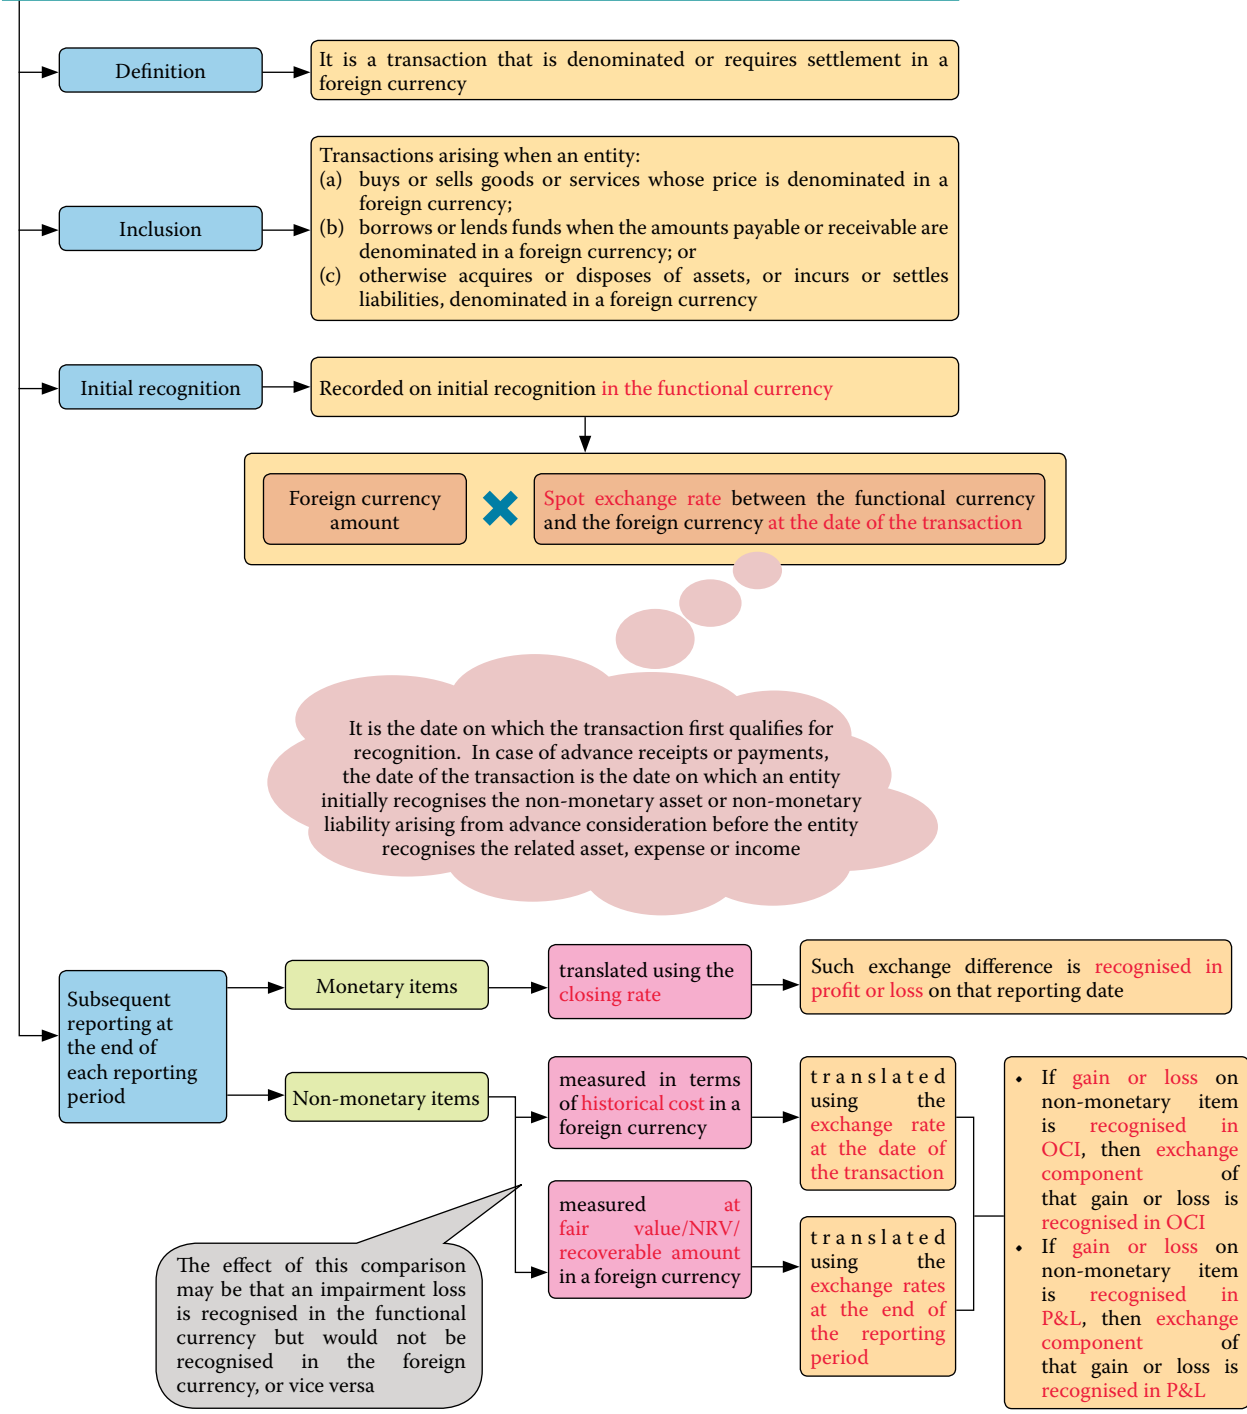 Definition
It is a transaction that is denominated or requires settlement in a
foreign currency
Inclusion
Transactions arising when an entity:
(a) buys or sells goods or services whose price is denominated in a
foreign currency;
(b) borrows or lends funds when the amounts payable or receivable are
denominated in a foreign currency; or
(c) otherwise acquires or disposes of assets, or incurs or settles
liabilities, denominated in a foreign currency
Initial recognition
Recorded on initial recognition in the functional currency
Foreign currency
amount
Spot exchange rate between the functional currency
and the foreign currency at the date of the transaction
It is the date on which the transaction first qualifies for
recognition. In case of advance receipts or payments,
the date of the transaction is the date on which an entity
initially recognises the non-monetary asset or non-monetary
liability arising from advance consideration before the entity
recognises the related asset, expense or income
Subsequent
reporting at
the end of
each reporting
period
Monetary items
translated using the
closing rate
Such exchange difference is recognised in
profit or loss on that reporting date
Non-monetary items
measured in terms
of historical cost in a
foreign currency
translated
using the
exchange rate
at the date of
the transaction
measured at
fair value/NRV/
recoverable amount
in a foreign currency
translated
using the
exchange rates
at the end of
the reporting
period
• If gain or loss on
non-monetary item
is recognised in
OCI, then exchange
component of
that gain or loss is
recognised in OCI
• If gain or loss on
non-monetary item
is recognised in
P&L, then exchange
component of
that gain or loss is
recognised in P&L
The effect of this comparison
may be that an impairment loss
is recognised in the functional
currency but would not be
recognised in the foreign
currency, or vice versa